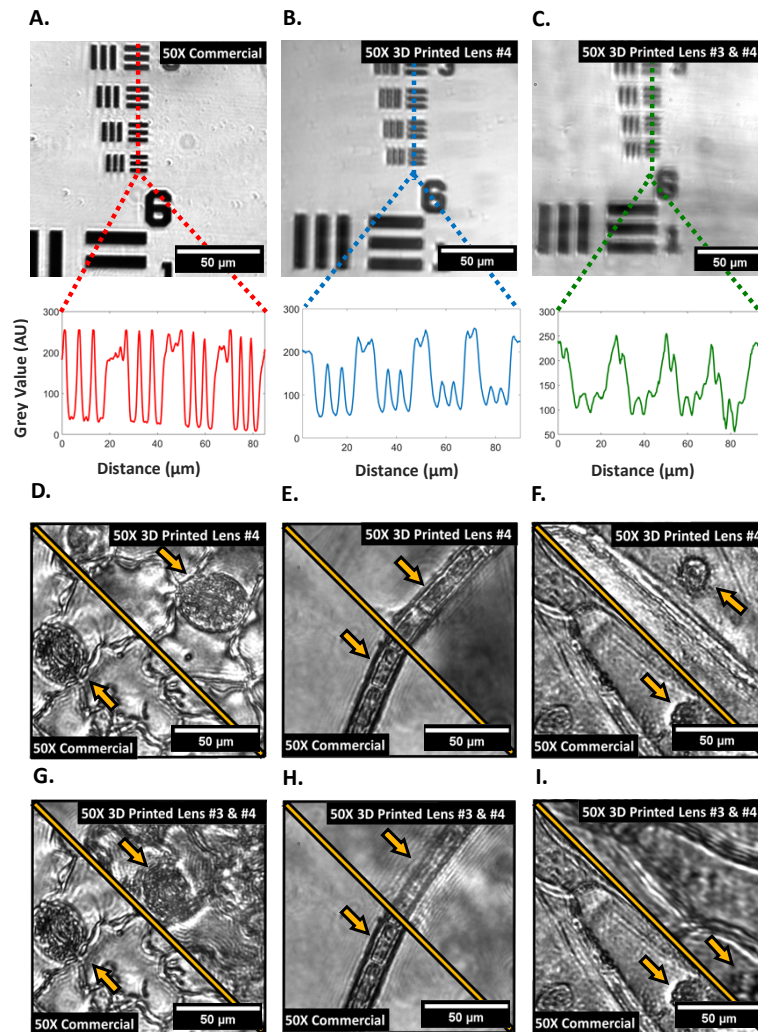 A.
B.
C.
50X Commercial
50X 3D Printed Lens #4
50X 3D Printed Lens #3 & #4
6
6
6
1
50 µm
50 µm
50 µm
Grey Value (AU)
300
200
100
0
0 20 40 60 80
Distance (µm)
300
200
100
0
20 40 60 80
Distance (µm)
300
250
200
150
100
50
0 20 40 60 80
Distance (µm)
D.
E.
F.
50X 3D Printed Lens #4
50X 3D Printed Lens #4
50X 3D Printed Lens #4
50 µm
50 µm
50 µm
50X Commercial
50X Commercial
50X Commercial
G.
H.
I.
50X 3D Printed Lens #3 & #4
50X 3D Printed Lens #3 & #4
50X 3D Printed Lens #3 & #4
50 µm
50 µm
50 µm
50X Commercial
50X Commercial
50X Commercial